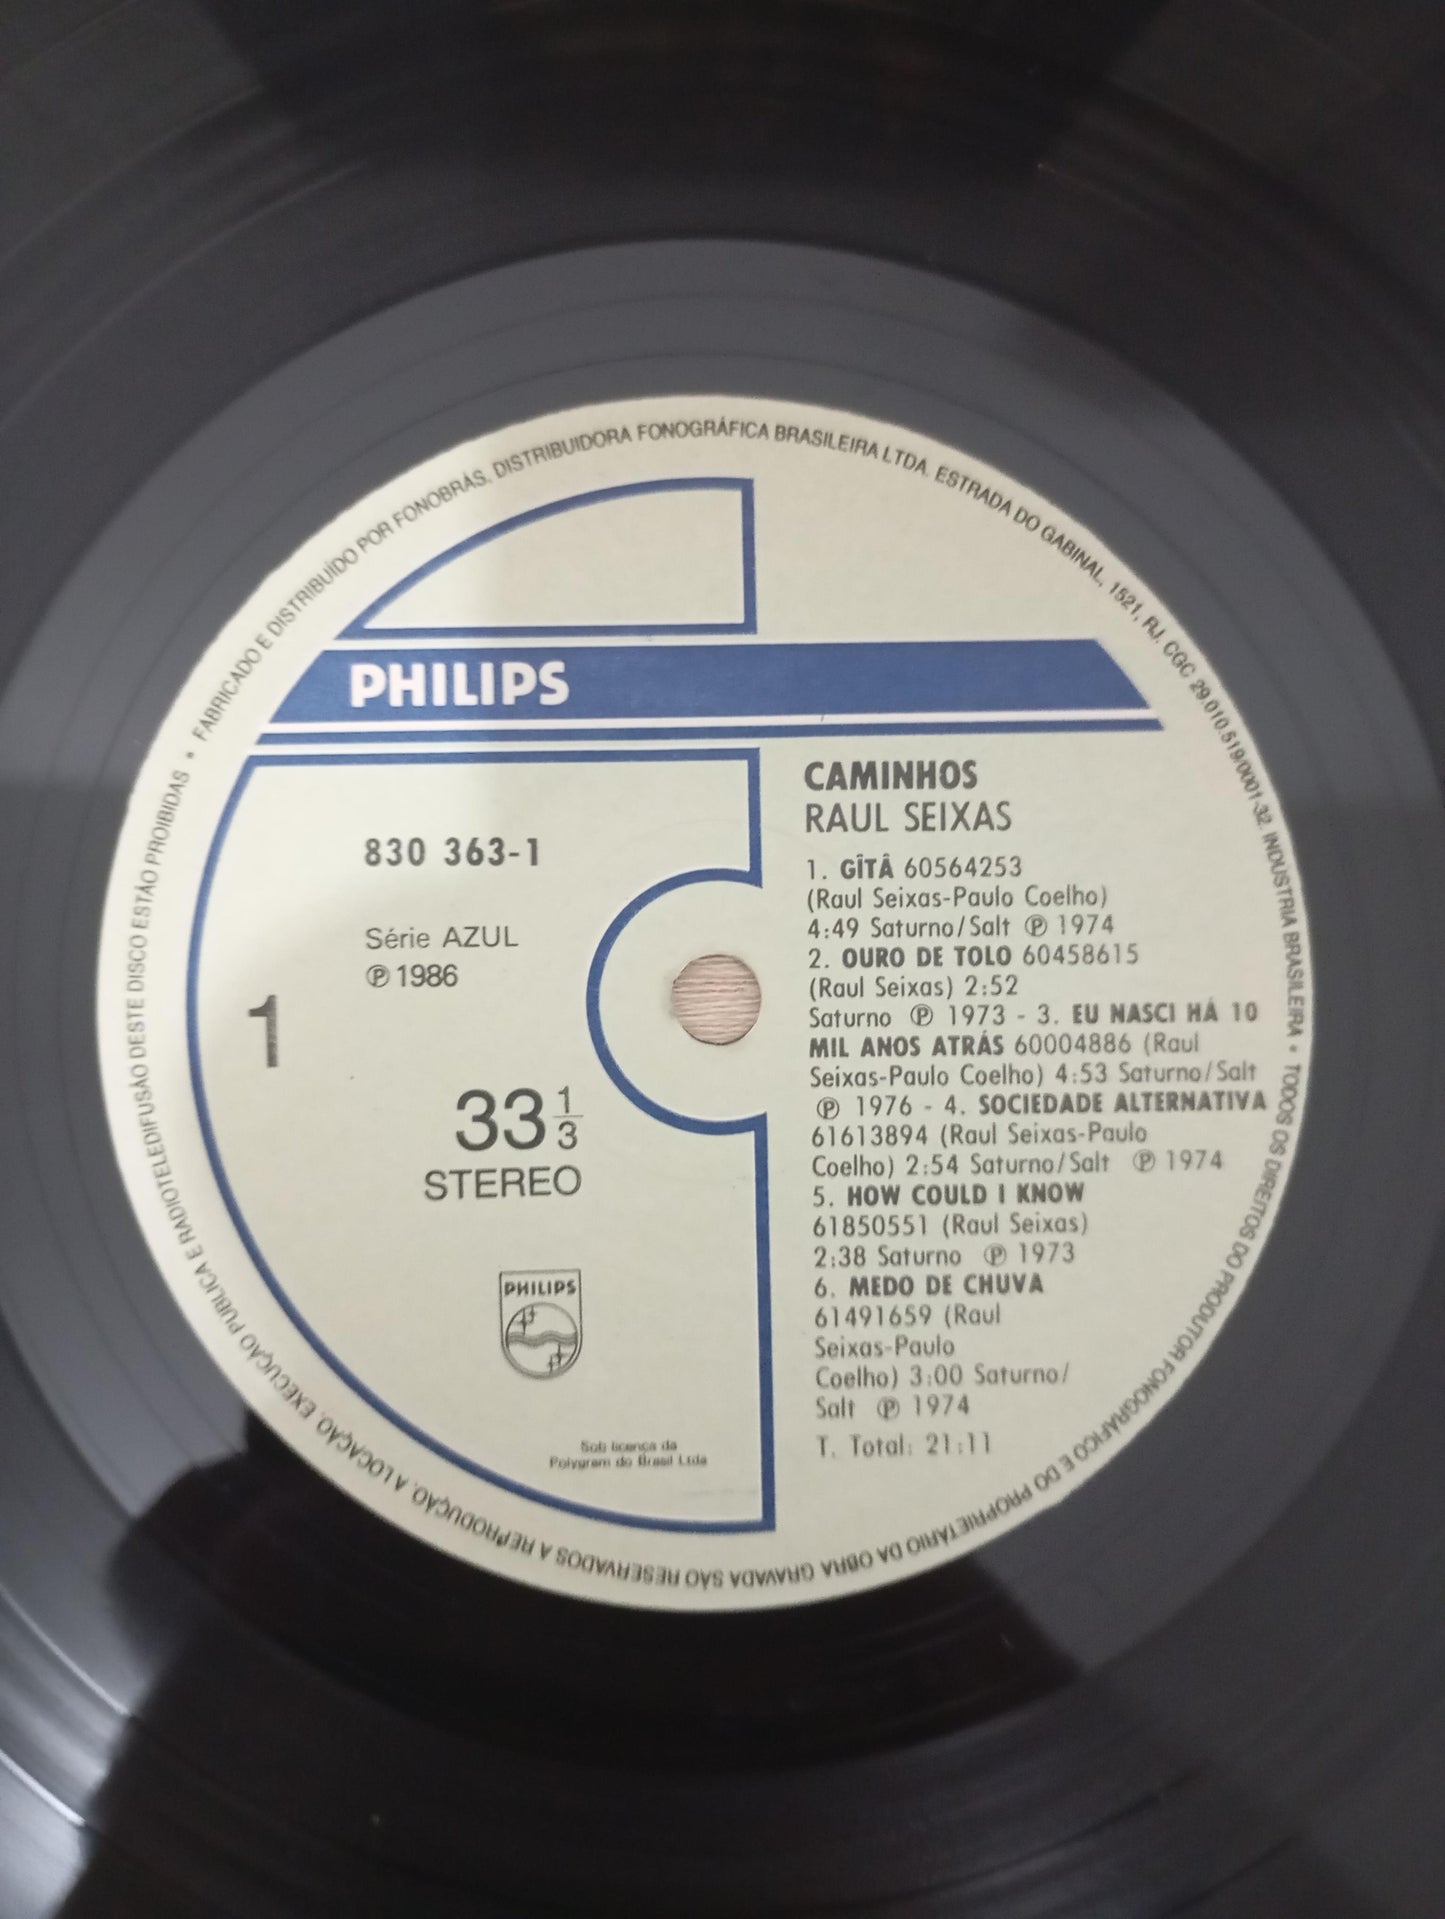 FABRICADO E DISTRIBUÍDO POR FONOBRÁS. DISTRIBUIDORA FONOGRÁFICA BRASILEIRA LTDA. ESTRADA DO GABINAL, 1521, RJ. CGC 29.010.519/0001-32. INDÚSTRIA BRASILEIRA • TODOS OS DIREITOS DO PRODUTOR FONOGRÁFICO E DO PROPRIETÁRIO DA OBRA GRAVADA SÃO RESERVADOS A REPRODUÇÃO. A LOCAÇÃO. EXECUÇÃO PÚBLICA E RADIOTELEDIFUSÃO DESTE DISCO ESTÃO PROIBIDAS •
PHILIPS
830 363-1
Série AZUL
℗ 1986
1
33 1/3
STEREO
PHILIPS
Sob licença da
Polygram do Brasil Ltda
CAMINHOS
RAUL SEIXAS
1. GÎTÂ 60564253
(Raul Seixas-Paulo Coelho)
4:49 Saturno/Salt ℗ 1974
2. OURO DE TOLO 60458615
(Raul Seixas) 2:52
Saturno ℗ 1973 - 3. EU NASCI HÁ 10
MIL ANOS ATRÁS 60004886 (Raul
Seixas-Paulo Coelho) 4:53 Saturno/Salt
℗ 1976 - 4. SOCIEDADE ALTERNATIVA
61613894 (Raul Seixas-Paulo
Coelho) 2:54 Saturno/Salt ℗ 1974
5. HOW COULD I KNOW
61850551 (Raul Seixas)
2:38 Saturno ℗ 1973
6. MEDO DE CHUVA
61491659 (Raul
Seixas-Paulo
Coelho) 3:00 Saturno/
Salt ℗ 1974
T. Total: 21:11